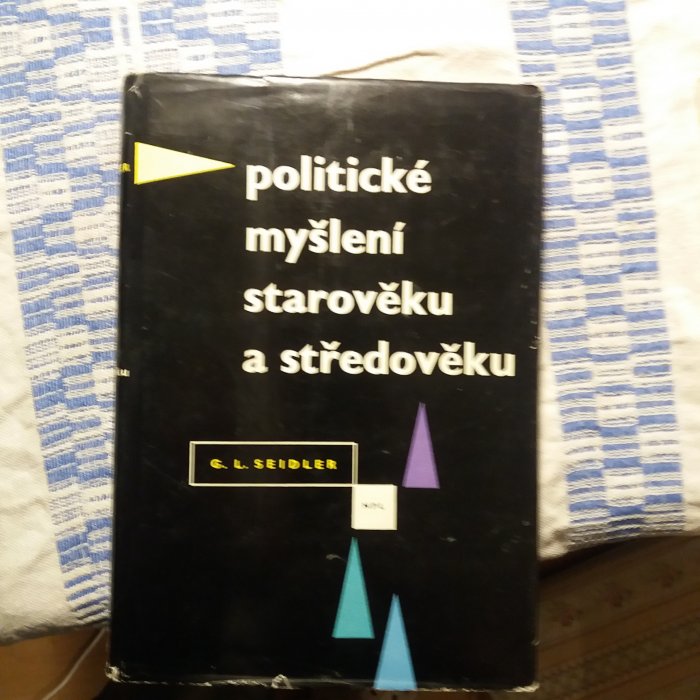 politické
myšlení
starověku
a středověku
G. L. SEIDLER